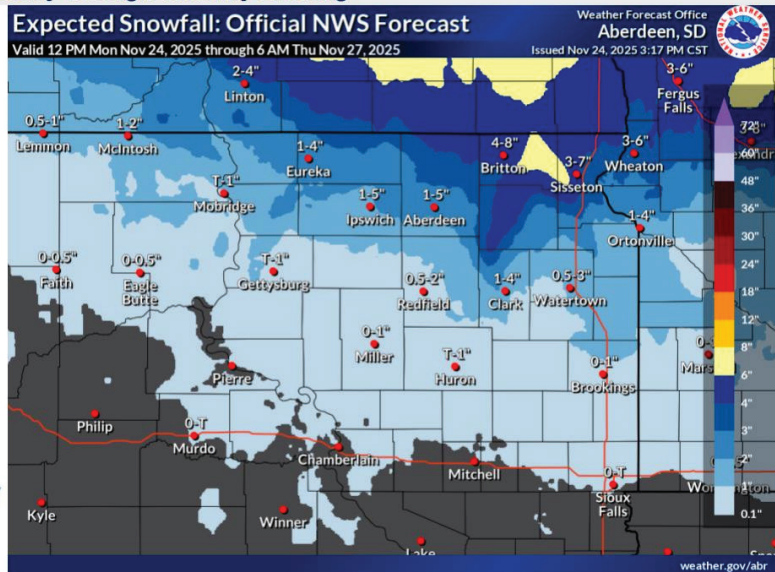 Expected Snowfall: Official NWS Forecast
Valid 12 PM Mon Nov 24, 2025 through 6 AM Thu Nov 27, 2025
Weather Forecast Office
Aberdeen, SD
Issued Nov 24, 2025 3:17 PM CST
2-4"
Linton
3-6"
Fergus
Falls
0.5-1"
Lemmon
1-2"
McIntosh
1-4"
Eureka
4-8"
Britton
3-7"
Sisseton
3-6"
Wheaton
T-1"
Mobridge
1-5"
Ipswich
1-5"
Aberdeen
1-4"
Ortonville
0-0.5"
Faith
0-0.5"
Eagle
Butte
T-1"
Gettysburg
0.5-2"
Redfield
1-4"
Clark
0.5-3"
Watertown
0-1"
Miller
T-1"
Huron
0-1"
Brookings
Pierre
Philip
0-T
Murdo
Chamberlain
Mitchell
0-T
Sioux
Falls
Kyle
Winner
Lake
72"
60"
48"
36"
30"
24"
18"
12"
8"
6"
4"
3"
2"
1"
0.1"
weather.gov/abr